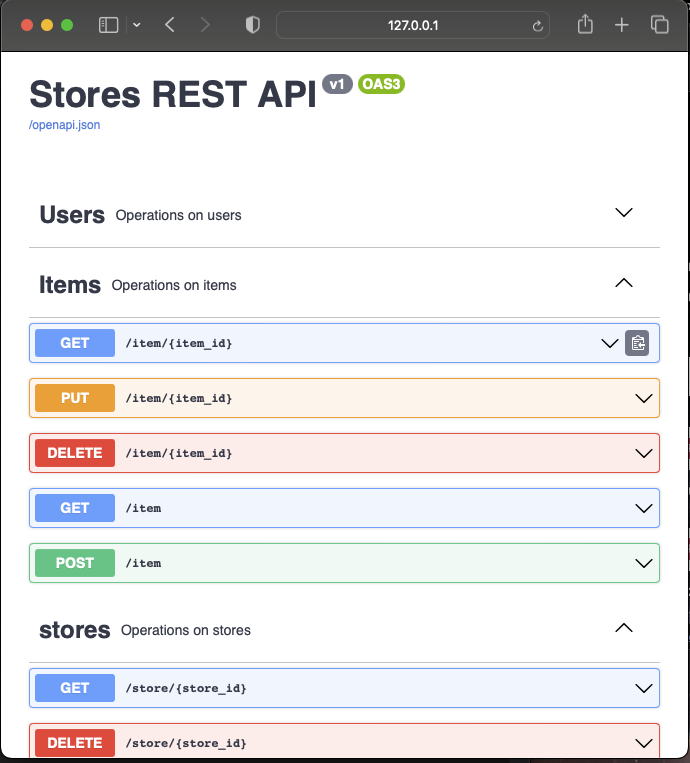 127.0.0.1
Stores REST API v1 OAS3
/openapi.json
Users Operations on users
Items Operations on items
GET /item/{item_id}
PUT /item/{item_id}
DELETE /item/{item_id}
GET /item
POST /item
stores Operations on stores
GET /store/{store_id}
DELETE /store/{store_id}